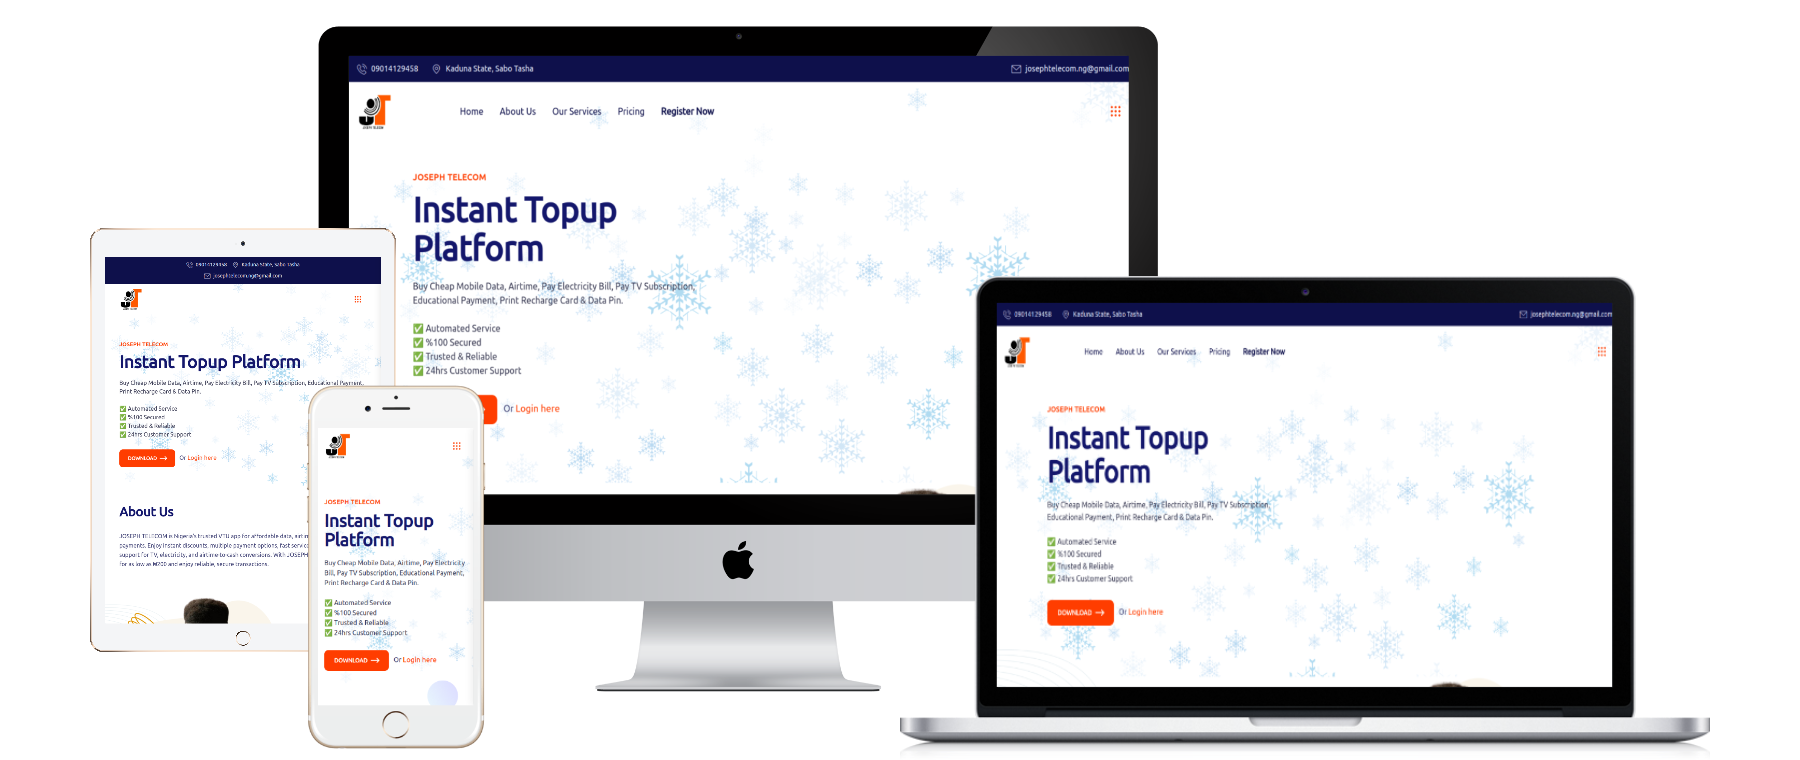 09014129458 Kaduna State, Sabo Tasha josephtelecom.ng@gmail.com
JT
JOSEPH TELECOM
Home About Us Our Services Pricing Register Now
JOSEPH TELECOM
Instant Topup
Platform
Buy Cheap Mobile Data, Airtime, Pay Electricity Bill, Pay TV Subscription,
Educational Payment, Print Recharge Card & Data Pin.
✅ Automated Service
✅ %100 Secured
✅ Trusted & Reliable
✅ 24hrs Customer Support
Or Login here
09014129458 Kaduna State, Sabo Tasha
josephtelecom.ng@gmail.com
JT
JOSEPH TELECOM
Instant Topup Platform
Buy Cheap Mobile Data, Airtime, Pay Electricity Bill, Pay TV Subscription, Educational Payment,
Print Recharge Card & Data Pin.
✅ Automated Service
✅ %100 Secured
✅ Trusted & Reliable
✅ 24hrs Customer Support
DOWNLOAD → Or Login here
About Us
JOSEPH TELECOM is Nigeria's trusted VTU app for affordable data,
payments. Enjoy instant discounts, multiple payment options, fast
support for TV, electricity, and airtime to cash conversions. With
for as low as ₦200 and enjoy reliable, secure transactions.
JT
JOSEPH TELECOM
Instant Topup
Platform
Buy Cheap Mobile Data, Airtime, Pay Electricity
Bill, Pay TV Subscription, Educational Payment,
Print Recharge Card & Data Pin.
✅ Automated Service
✅ %100 Secured
✅ Trusted & Reliable
✅ 24hrs Customer Support
DOWNLOAD → Or Login here
09014129458 Kaduna State, Sabo Tasha josephtelecom.ng@gmail.com
JT
Home About Us Our Services Pricing Register Now
JOSEPH TELECOM
Instant Topup
Platform
Buy Cheap Mobile Data, Airtime, Pay Electricity Bill, Pay TV Subscription,
Educational Payment, Print Recharge Card & Data Pin.
✅ Automated Service
✅ %100 Secured
✅ Trusted & Reliable
✅ 24hrs Customer Support
DOWNLOAD → Or Login here